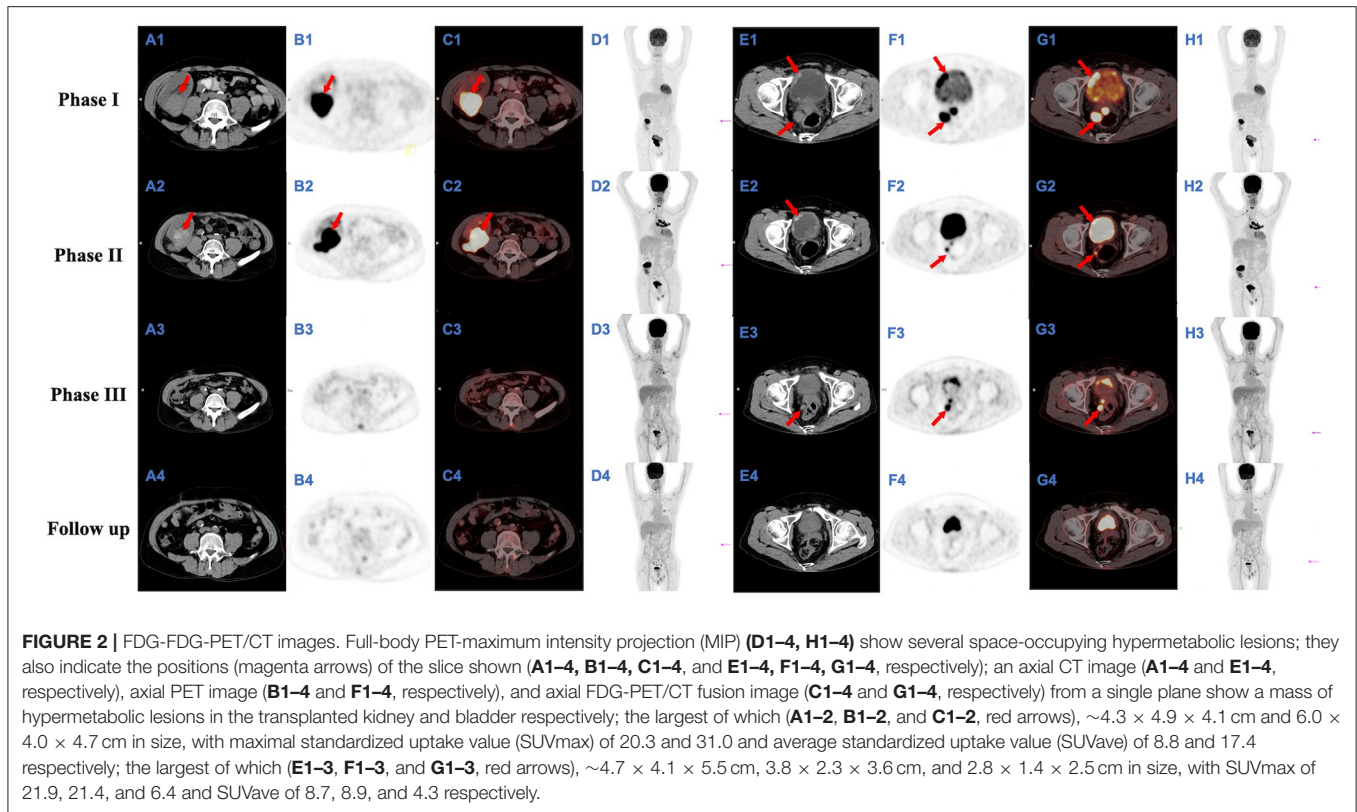 A1 B1 C1 D1 E1 F1 G1 H1
Phase I
A2 B2 C2 D2 E2 F2 G2 H2
Phase II
A3 B3 C3 D3 E3 F3 G3 H3
Phase III
A4 B4 C4 D4 E4 F4 G4 H4
Follow up
FIGURE 2 | FDG-FDG-PET/CT images. Full-body PET-maximum intensity projection (MIP) (D1–4, H1–4) show several space-occupying hypermetabolic lesions; they
also indicate the positions (magenta arrows) of the slice shown (A1–4, B1–4, C1–4, and E1–4, F1–4, G1–4, respectively); an axial CT image (A1–4 and E1–4,
respectively), axial PET image (B1–4 and F1–4, respectively), and axial FDG-PET/CT fusion image (C1–4 and G1–4, respectively) from a single plane show a mass of
hypermetabolic lesions in the transplanted kidney and bladder respectively; the largest of which (A1–2, B1–2, and C1–2, red arrows), ~4.3 × 4.9 × 4.1 cm and 6.0 ×
4.0 × 4.7 cm in size, with maximal standardized uptake value (SUVmax) of 20.3 and 31.0 and average standardized uptake value (SUVave) of 8.8 and 17.4
respectively; the largest of which (E1–3, F1–3, and G1–3, red arrows), ~4.7 × 4.1 × 5.5 cm, 3.8 × 2.3 × 3.6 cm, and 2.8 × 1.4 × 2.5 cm in size, with SUVmax of
21.9, 21.4, and 6.4 and SUVave of 8.7, 8.9, and 4.3 respectively.